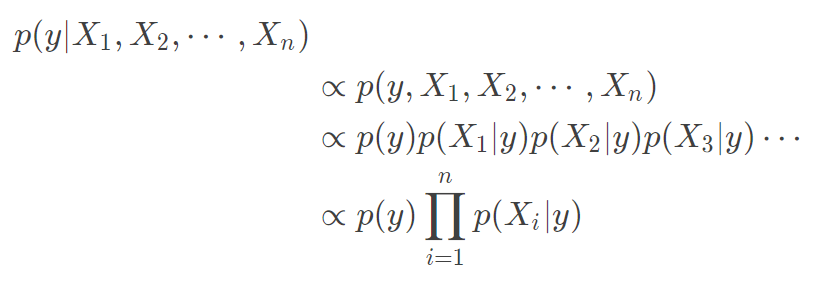 p(y|X₁, X₂, ⋯ , Xₙ)
∝ p(y, X₁, X₂, ⋯ , Xₙ)
∝ p(y)p(X₁|y)p(X₂|y)p(X₃|y) ⋯
∝ p(y) ∏ᵢ₌₁ⁿ p(Xᵢ|y)